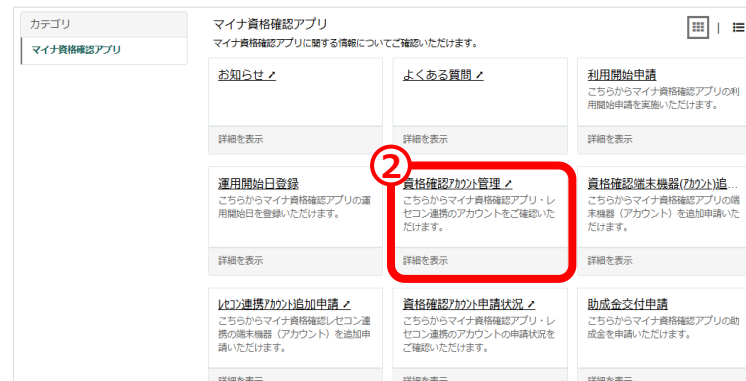 カテゴリ
マイナ資格確認アプリ
マイナ資格確認アプリ
マイナ資格確認アプリに関する情報についてご確認いただけます。
お知らせ
詳細を表示
よくある質問
詳細を表示
利用開始申請
こちらからマイナ資格確認アプリの利
用開始申請を実施いただけます。
詳細を表示
運用開始日登録
こちらからマイナ資格確認アプリの運
用開始日を登録いただけます。
詳細を表示
②
資格確認ｱｶｳﾝﾄ管理
こちらからマイナ資格確認アプリ・レ
セコン連携のアカウントをご確認いた
だけます。
詳細を表示
資格確認端末機器(ｱｶｳﾝﾄ)追...
こちらからマイナ資格確認アプリの端
末機器（アカウント）を追加申請いた
だけます。
詳細を表示
ﾚｾｺﾝ連携ｱｶｳﾝﾄ追加申請
こちらからマイナ資格確認レセコン連
携の端末機器（アカウント）を追加申
請いただけます。
詳細を表示
資格確認ｱｶｳﾝﾄ申請状況
こちらからマイナ資格確認アプリ・レ
セコン連携のアカウントの申請状況を
ご確認いただけます。
詳細を表示
助成金交付申請
こちらからマイナ資格確認アプリの助
成金を申請いただけます。
詳細を表示